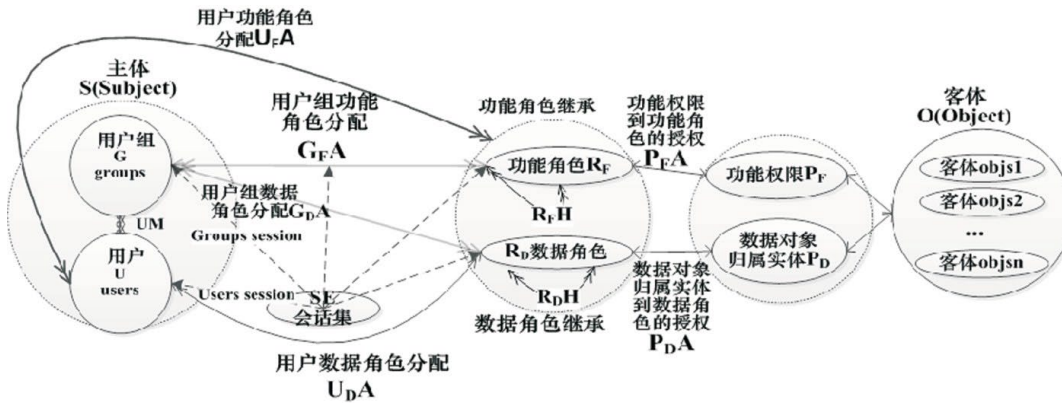 用户功能角色
分配UFA
主体
S(Subject)
用户组
G
groups
UM
用户
U
users
用户组功能
角色分配
GFA
用户组数据
角色分配GDA
Groups session
Users session
SE
会话集
用户数据角色分配
UDA
功能角色继承
功能角色RF
RFH
RD数据角色
RDH
数据角色继承
功能权限
到功能角
色的授权
PFA
数据对象
归属实体
到数据角
色的授权
PDA
功能权限PF
数据对象
归属实体PD
客体
O(Object)
客体objs1
客体objs2
...
客体objsn